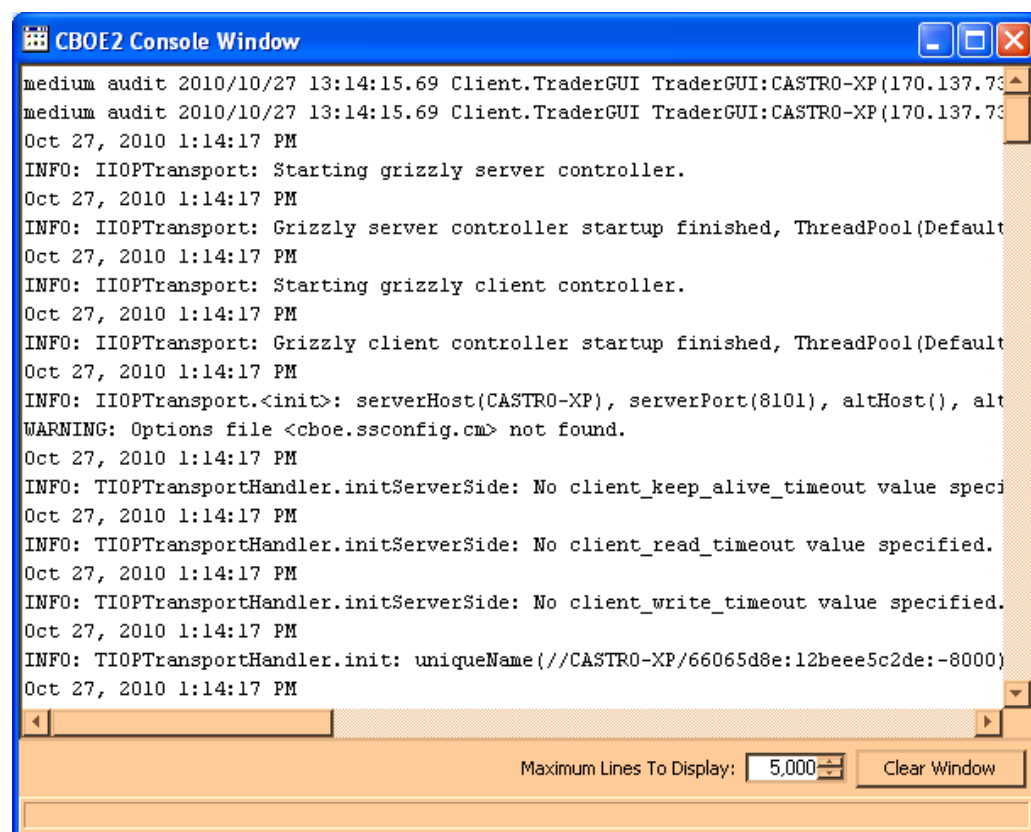 CBOE2 Console Window
medium audit 2010/10/27 13:14:15.69 Client.TraderGUI TraderGUI:CASTRO-XP(170.137.73
medium audit 2010/10/27 13:14:15.69 Client.TraderGUI TraderGUI:CASTRO-XP(170.137.73
Oct 27, 2010 1:14:17 PM
INFO: IIOPTransport: Starting grizzly server controller.
Oct 27, 2010 1:14:17 PM
INFO: IIOPTransport: Grizzly server controller startup finished, ThreadPool(Default
Oct 27, 2010 1:14:17 PM
INFO: IIOPTransport: Starting grizzly client controller.
Oct 27, 2010 1:14:17 PM
INFO: IIOPTransport: Grizzly client controller startup finished, ThreadPool(Default
Oct 27, 2010 1:14:17 PM
INFO: IIOPTransport.<init>: serverHost(CASTRO-XP), serverPort(8101), altHost(), alt
WARNING: Options file <cboe.ssconfig.cm> not found.
Oct 27, 2010 1:14:17 PM
INFO: TIOPTransportHandler.initServerSide: No client_keep_alive_timeout value speci
Oct 27, 2010 1:14:17 PM
INFO: TIOPTransportHandler.initServerSide: No client_read_timeout value specified.
Oct 27, 2010 1:14:17 PM
INFO: TIOPTransportHandler.initServerSide: No client_write_timeout value specified.
Oct 27, 2010 1:14:17 PM
INFO: TIOPTransportHandler.init: uniqueName(//CASTRO-XP/66065d8e:12beee5c2de:-8000)
Oct 27, 2010 1:14:17 PM
Maximum Lines To Display: 5,000 Clear Window